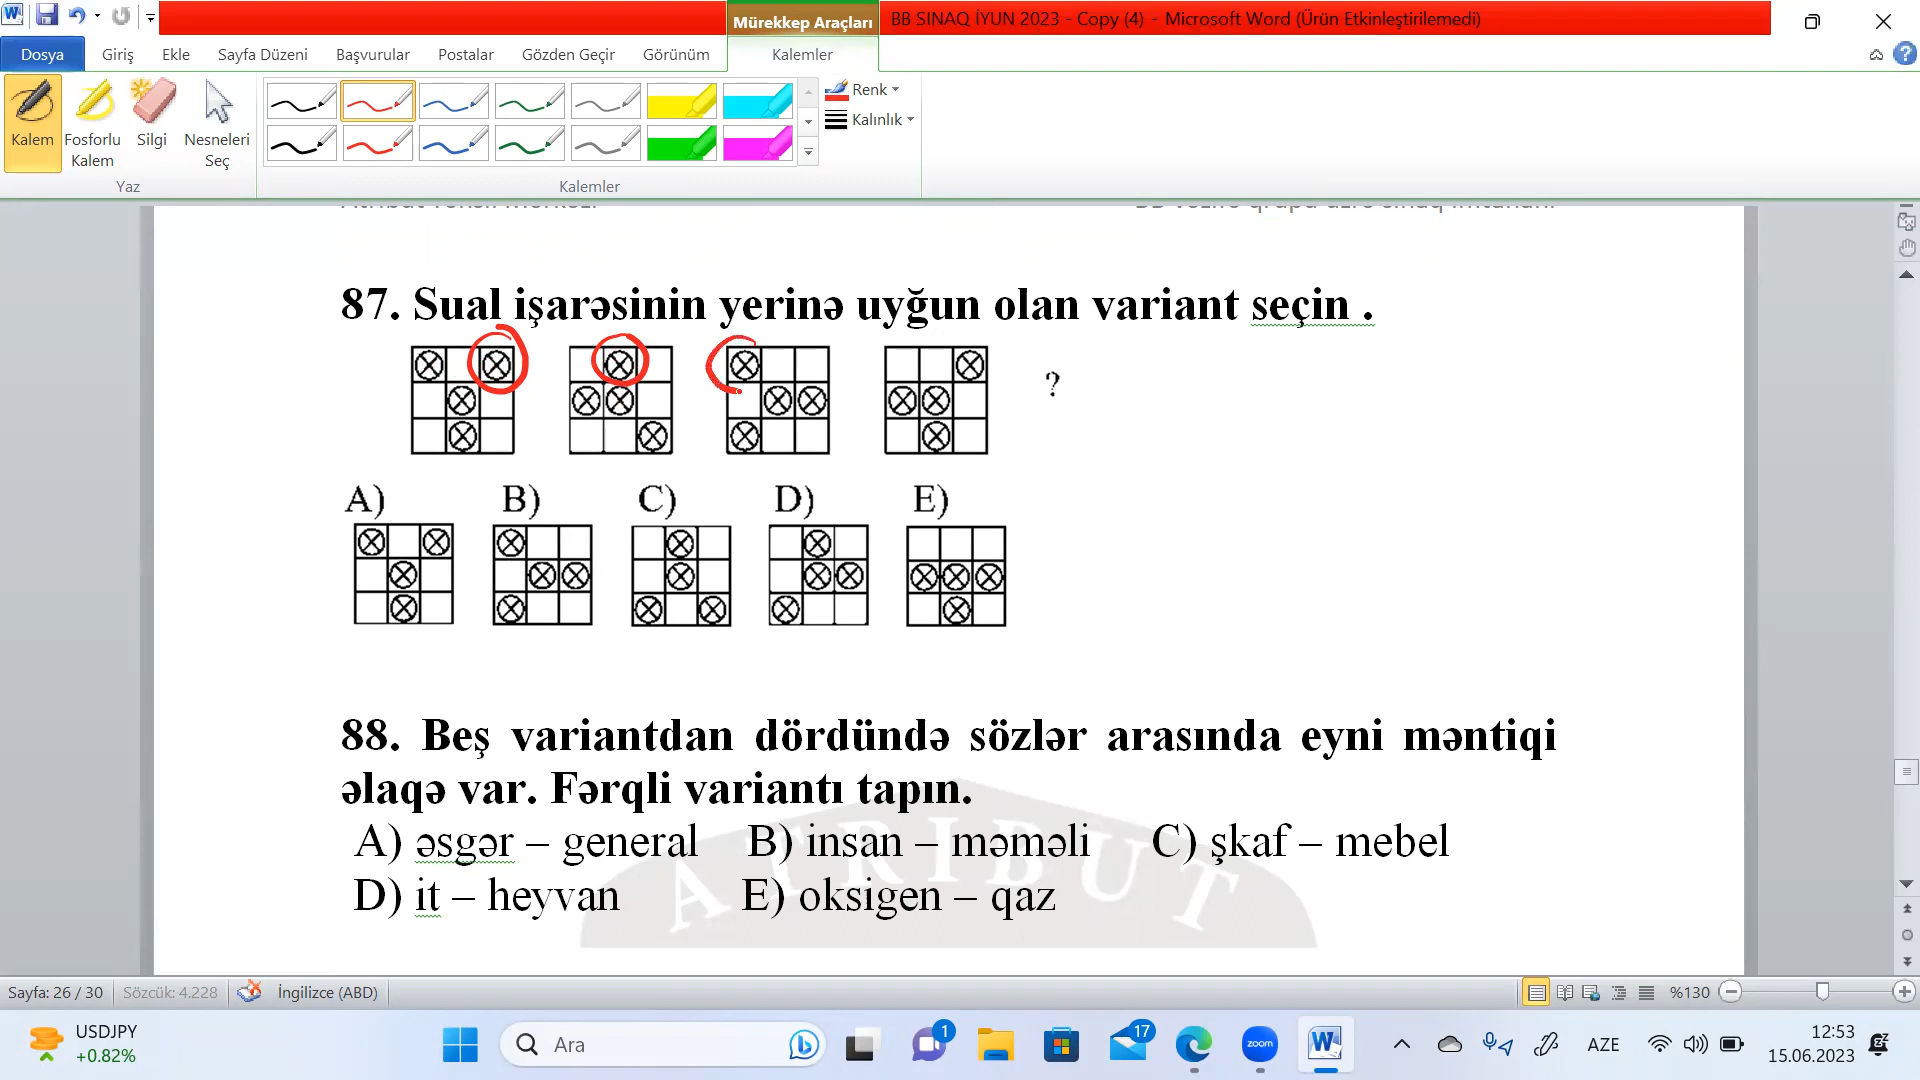 Mürekkep Araçları
BB SINAQ İYUN 2023 - Copy (4) - Microsoft Word (Ürün Etkinleştirilemedi)
Dosya Giriş Ekle Sayfa Düzeni Başvurular Postalar Gözden Geçir Görünüm Kalemler
Kalem
Fosforlu Kalem
Silgi
Nesneleri Seç
Renk
Kalınlık
Yaz
Kalemler
87. Sual işarəsinin yerinə uyğun olan variant seçin .
?
A) B) C) D) E)
88. Beş variantdan dördündə sözlər arasında eyni məntiqi
əlaqə var. Fərqli variantı tapın.
A) əsgər – general B) insan – məməli C) şkaf – mebel
D) it – heyvan E) oksigen – qaz
ATRIBUT
Sayfa: 26 / 30 Sözcük: 4.228 İngilizce (ABD) %130
USDJPY
+0.82%
Ara
1
17
zoom
AZE
12:53
15.06.2023